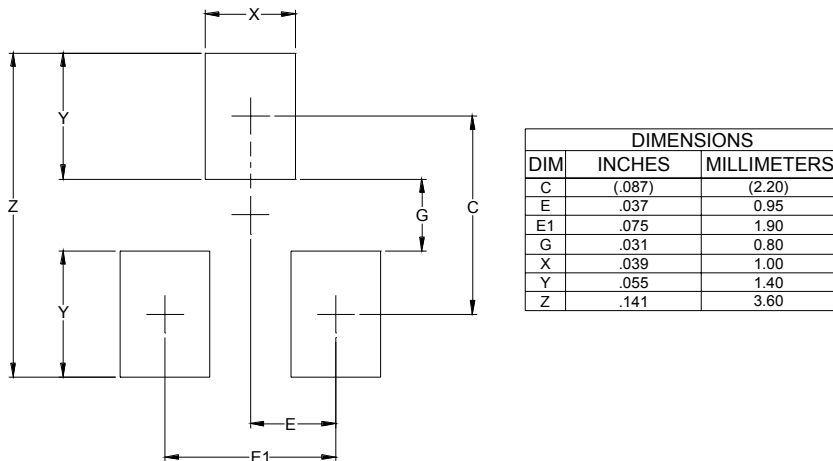 X
Y
Z
G
C
Y
E
E1
DIMENSIONS
DIM INCHES MILLIMETERS
C (.087) (2.20)
E .037 0.95
E1 .075 1.90
G .031 0.80
X .039 1.00
Y .055 1.40
Z .141 3.60